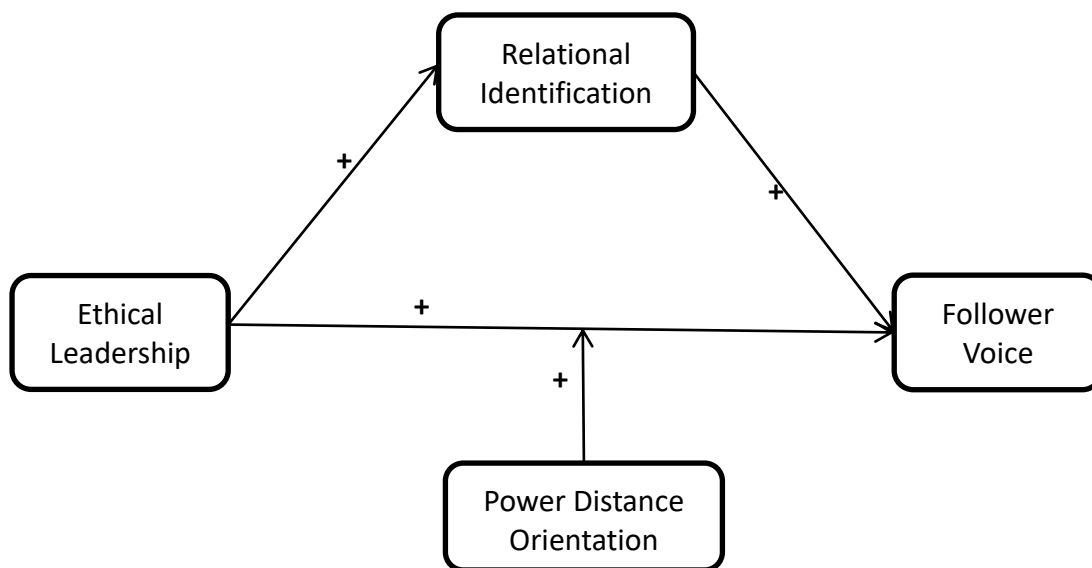 Relational
Identification
+
+
Ethical
Leadership
+
Follower
Voice
+
Power Distance
Orientation